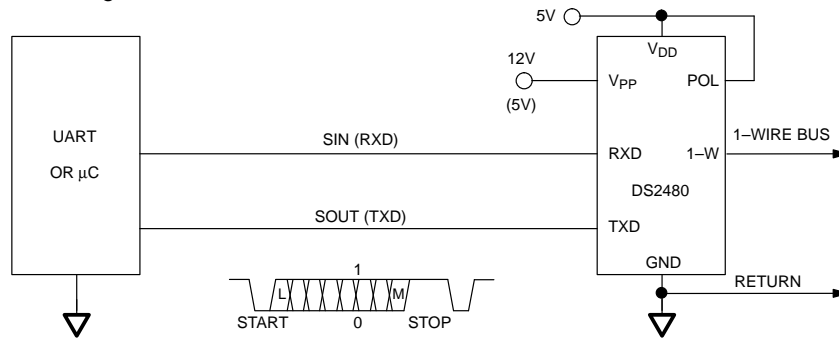 5V
VDD
12V
VPP
POL
(5V)
UART
OR μC
SIN (RXD)
RXD
1–W
1–WIRE BUS
DS2480
SOUT (TXD)
TXD
GND
RETURN
1
L
M
START
0
STOP